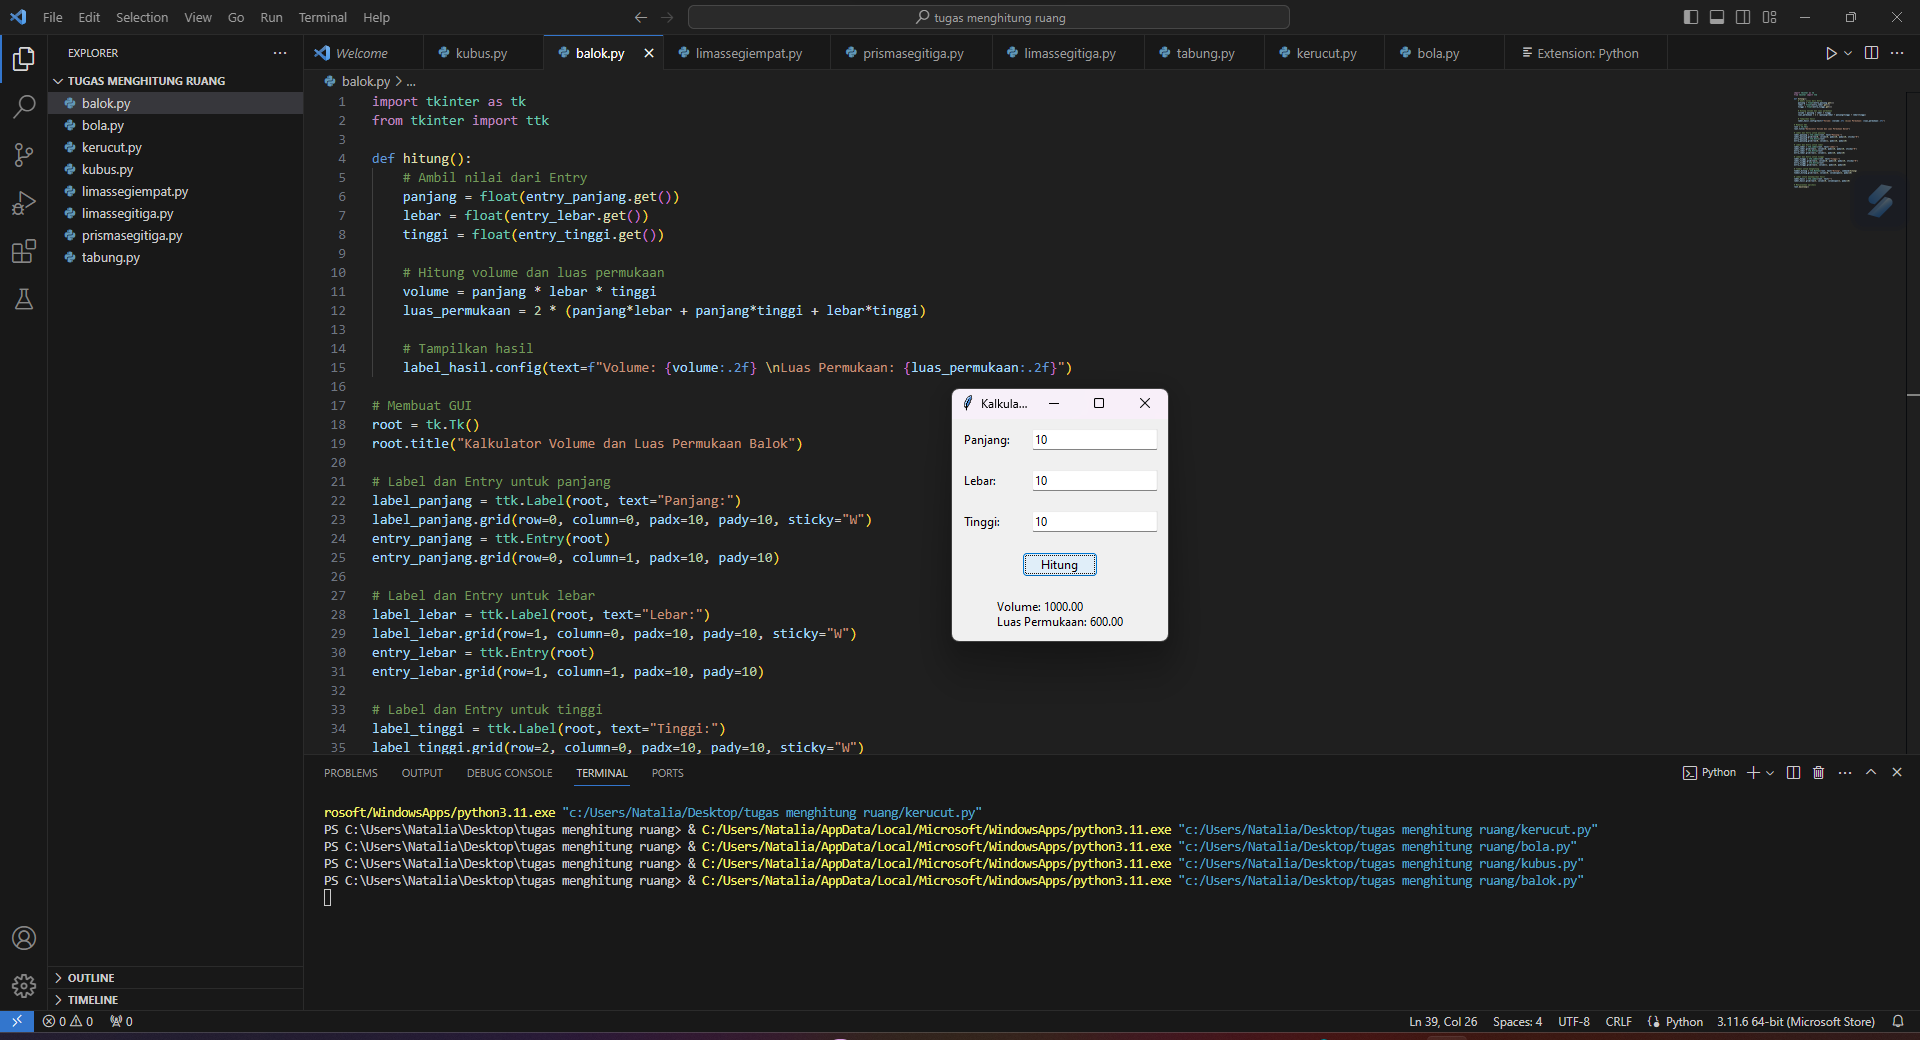 File Edit Selection View Go Run Terminal Help
tugas menghitung ruang
EXPLORER
TUGAS MENGHITUNG RUANG
balok.py
bola.py
kerucut.py
kubus.py
limassegiempat.py
limassegitiga.py
prismasegitiga.py
tabung.py
OUTLINE
TIMELINE
Welcome kubus.py balok.py limassegiempat.py prismasegitiga.py limassegitiga.py tabung.py kerucut.py bola.py Extension: Python
balok.py > ...
1 import tkinter as tk
2 from tkinter import ttk
3
4 def hitung():
5 # Ambil nilai dari Entry
6 panjang = float(entry_panjang.get())
7 lebar = float(entry_lebar.get())
8 tinggi = float(entry_tinggi.get())
9
10 # Hitung volume dan luas permukaan
11 volume = panjang * lebar * tinggi
12 luas_permukaan = 2 * (panjang*lebar + panjang*tinggi + lebar*tinggi)
13
14 # Tampilkan hasil
15 label_hasil.config(text=f"Volume: {volume:.2f} \nLuas Permukaan: {luas_permukaan:.2f}")
16
17 # Membuat GUI
18 root = tk.Tk()
19 root.title("Kalkulator Volume dan Luas Permukaan Balok")
20
21 # Label dan Entry untuk panjang
22 label_panjang = ttk.Label(root, text="Panjang:")
23 label_panjang.grid(row=0, column=0, padx=10, pady=10, sticky="W")
24 entry_panjang = ttk.Entry(root)
25 entry_panjang.grid(row=0, column=1, padx=10, pady=10)
26
27 # Label dan Entry untuk lebar
28 label_lebar = ttk.Label(root, text="Lebar:")
29 label_lebar.grid(row=1, column=0, padx=10, pady=10, sticky="W")
30 entry_lebar = ttk.Entry(root)
31 entry_lebar.grid(row=1, column=1, padx=10, pady=10)
32
33 # Label dan Entry untuk tinggi
34 label_tinggi = ttk.Label(root, text="Tinggi:")
35 label_tinggi.grid(row=2, column=0, padx=10, pady=10, sticky="W")
Kalkula...
Panjang: 10
Lebar: 10
Tinggi: 10
Hitung
Volume: 1000.00
Luas Permukaan: 600.00
PROBLEMS OUTPUT DEBUG CONSOLE TERMINAL PORTS
Python
rosoft/WindowsApps/python3.11.exe "c:/Users/Natalia/Desktop/tugas menghitung ruang/kerucut.py"
PS C:\Users\Natalia\Desktop\tugas menghitung ruang> & C:/Users/Natalia/AppData/Local/Microsoft/WindowsApps/python3.11.exe "c:/Users/Natalia/Desktop/tugas menghitung ruang/kerucut.py"
PS C:\Users\Natalia\Desktop\tugas menghitung ruang> & C:/Users/Natalia/AppData/Local/Microsoft/WindowsApps/python3.11.exe "c:/Users/Natalia/Desktop/tugas menghitung ruang/bola.py"
PS C:\Users\Natalia\Desktop\tugas menghitung ruang> & C:/Users/Natalia/AppData/Local/Microsoft/WindowsApps/python3.11.exe "c:/Users/Natalia/Desktop/tugas menghitung ruang/kubus.py"
PS C:\Users\Natalia\Desktop\tugas menghitung ruang> & C:/Users/Natalia/AppData/Local/Microsoft/WindowsApps/python3.11.exe "c:/Users/Natalia/Desktop/tugas menghitung ruang/balok.py"
0 0 0 Ln 39, Col 26 Spaces: 4 UTF-8 CRLF Python 3.11.6 64-bit (Microsoft Store)